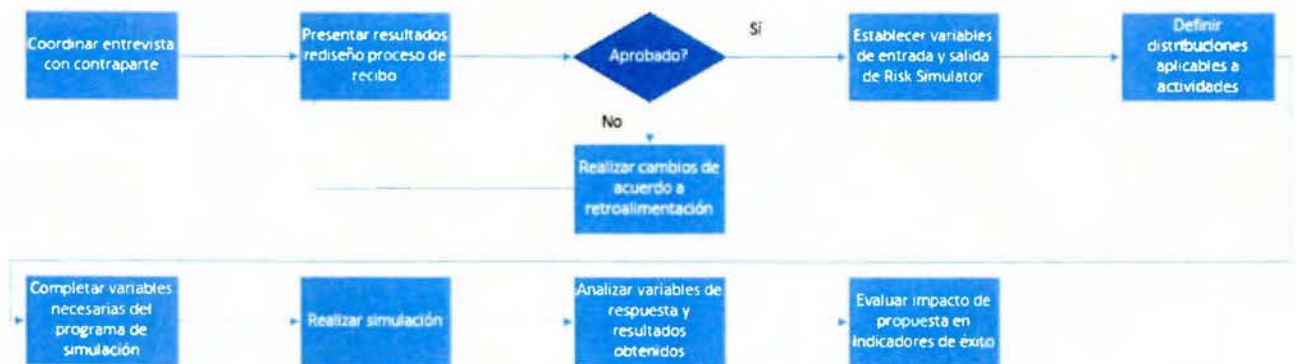 Coordinar entrevista
con contraparte
Presentar resultados
rediseño proceso de
recibo
Aprobado?
Sí
Establecer variables
de entrada y salida
de Risk Simulator
Definir
distribuciones
aplicables a
actividades
No
Realizar cambios de
acuerdo a
retroalimentación
Completar variables
necesarias del
programa de
simulación
Realizar simulación
Analizar variables de
respuesta y
resultados
obtenidos
Evaluar impacto de
propuesta en
indicadores de éxito